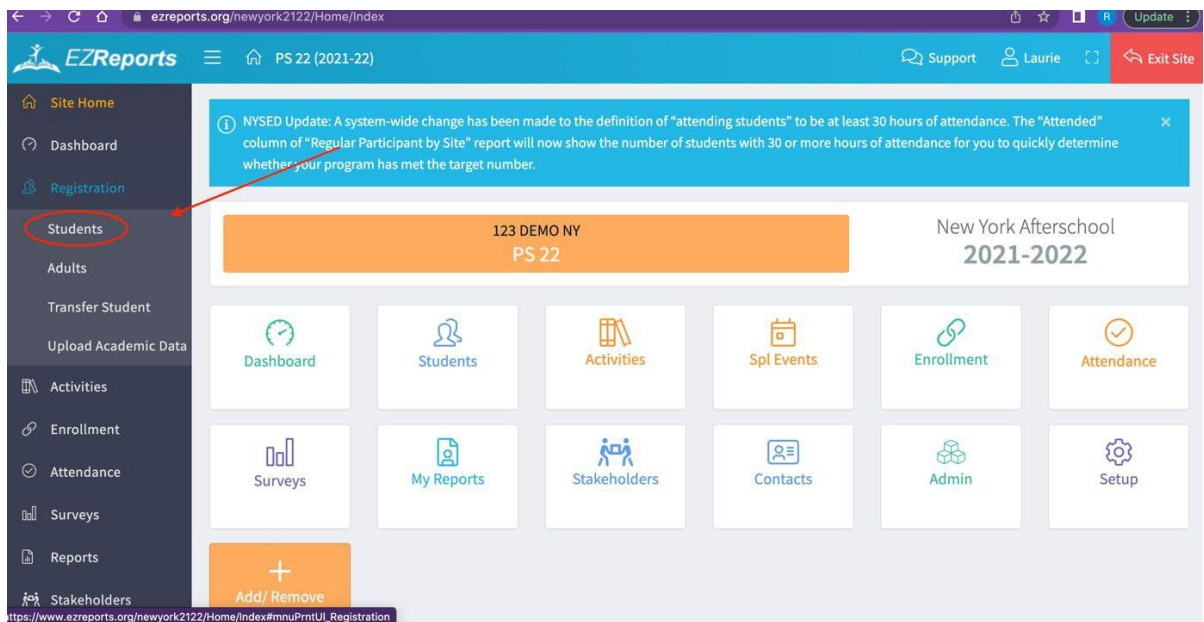 ezreports.org/newyork2122/Home/Index
R
Update
EZReports
PS 22 (2021-22)
Support
Laurie
Exit Site
Site Home
Dashboard
Registration
Students
Adults
Transfer Student
Upload Academic Data
Activities
Enrollment
Attendance
Surveys
Reports
Stakeholders
NYSED Update: A system-wide change has been made to the definition of “attending students” to be at least 30 hours of attendance. The “Attended”
column of “Regular Participant by Site” report will now show the number of students with 30 or more hours of attendance for you to quickly determine
whether your program has met the target number.
123 DEMO NY
PS 22
New York Afterschool
2021-2022
Dashboard
Students
Activities
Spl Events
Enrollment
Attendance
Surveys
My Reports
Stakeholders
Contacts
Admin
Setup
Add/ Remove
ttps://www.ezreports.org/newyork2122/Home/Index#mnuPrntUI_Registration